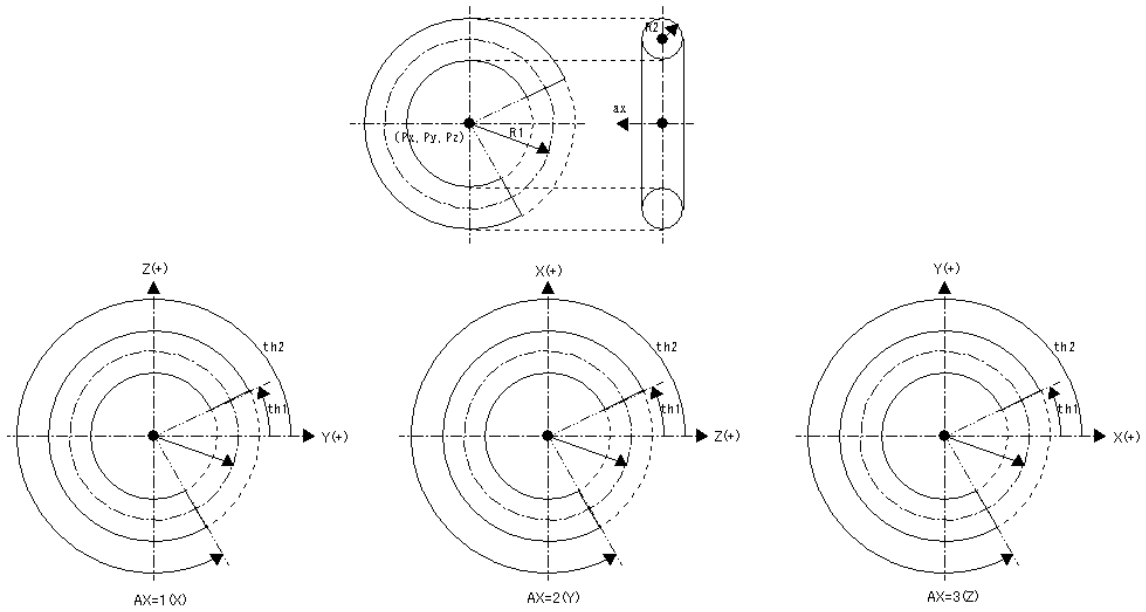 R2
ax
(Px, Py, Pz)
R1
Z(+)
th2
th1
Y(+)
AX=1(X)
X(+)
th2
th1
Z(+)
AX=2(Y)
Y(+)
th2
th1
X(+)
AX=3(Z)